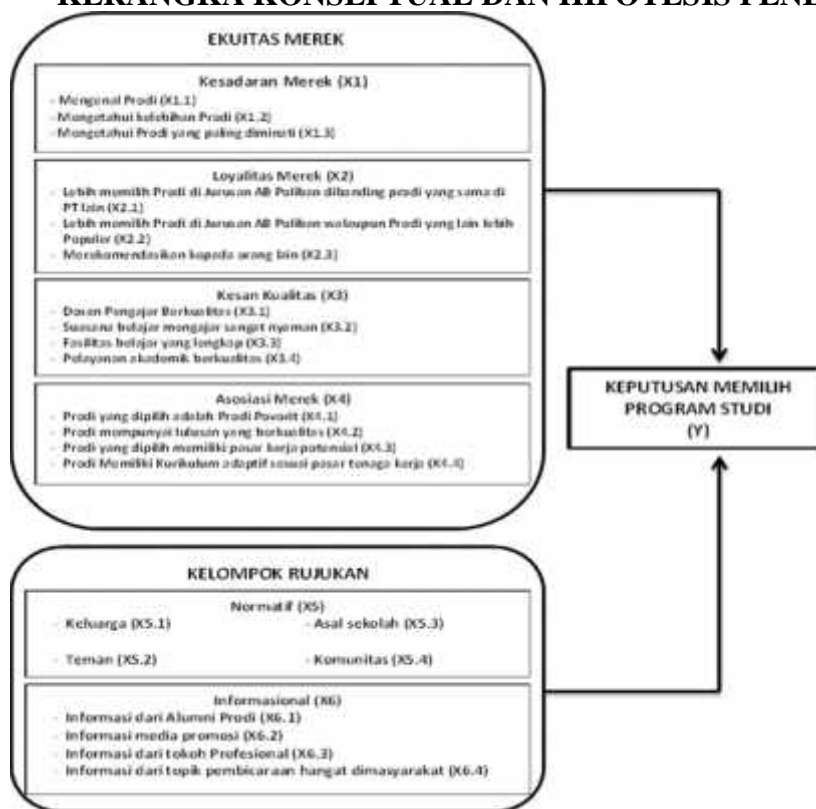 KERANGKA KONSEPTUAL DAN HIPOTESIS PENE
EKUITAS MEREK
Kesadaran Merek (X1)
- Mengenal Prodi (X1.1)
- Mengetahui kelebihan Prodi (X1.2)
- Mengetahui Prodi yang paling diminati (X1.3)
Loyalitas Merek (X2)
- Lebih memilih Prodi di Jurusan AB Poliban dibanding prodi yang sama di
PT lain (X2.1)
- Lebih memilih Prodi di Jurusan AB Poliban walaupun Prodi yang lain lebih
Populer (X2.2)
- Merekomendasikan kepada orang lain (X2.3)
Kesan Kualitas (X3)
- Dosen Pengajar Berkualitas (X3.1)
- Suasana belajar mengajar sangat nyaman (X3.2)
- Fasilitas belajar yang lengkap (X3.3)
- Pelayanan akademik berkualitas (X3.4)
Asosiasi Merek (X4)
- Prodi yang dipilih adalah Prodi Favorit (X4.1)
- Prodi mempunyai lulusan yang berkualitas (X4.2)
- Prodi yang dipilih memiliki pasar kerja potensial (X4.3)
- Prodi Memiliki Kurikulum adaptif sesuai pasar tenaga kerja (X4.4)
KEPUTUSAN MEMILIH
PROGRAM STUDI
(Y)
KELOMPOK RUJUKAN
Normatif (X5)
- Keluarga (X5.1) - Asal sekolah (X5.3)
- Teman (X5.2) - Komunitas (X5.4)
Informasional (X6)
- Informasi dari Alumni Prodi (X6.1)
- Informasi media promosi (X6.2)
- Informasi dari tokoh Profesional (X6.3)
- Informasi dari topik pembicaraan hangat dimasyarakat (X6.4)